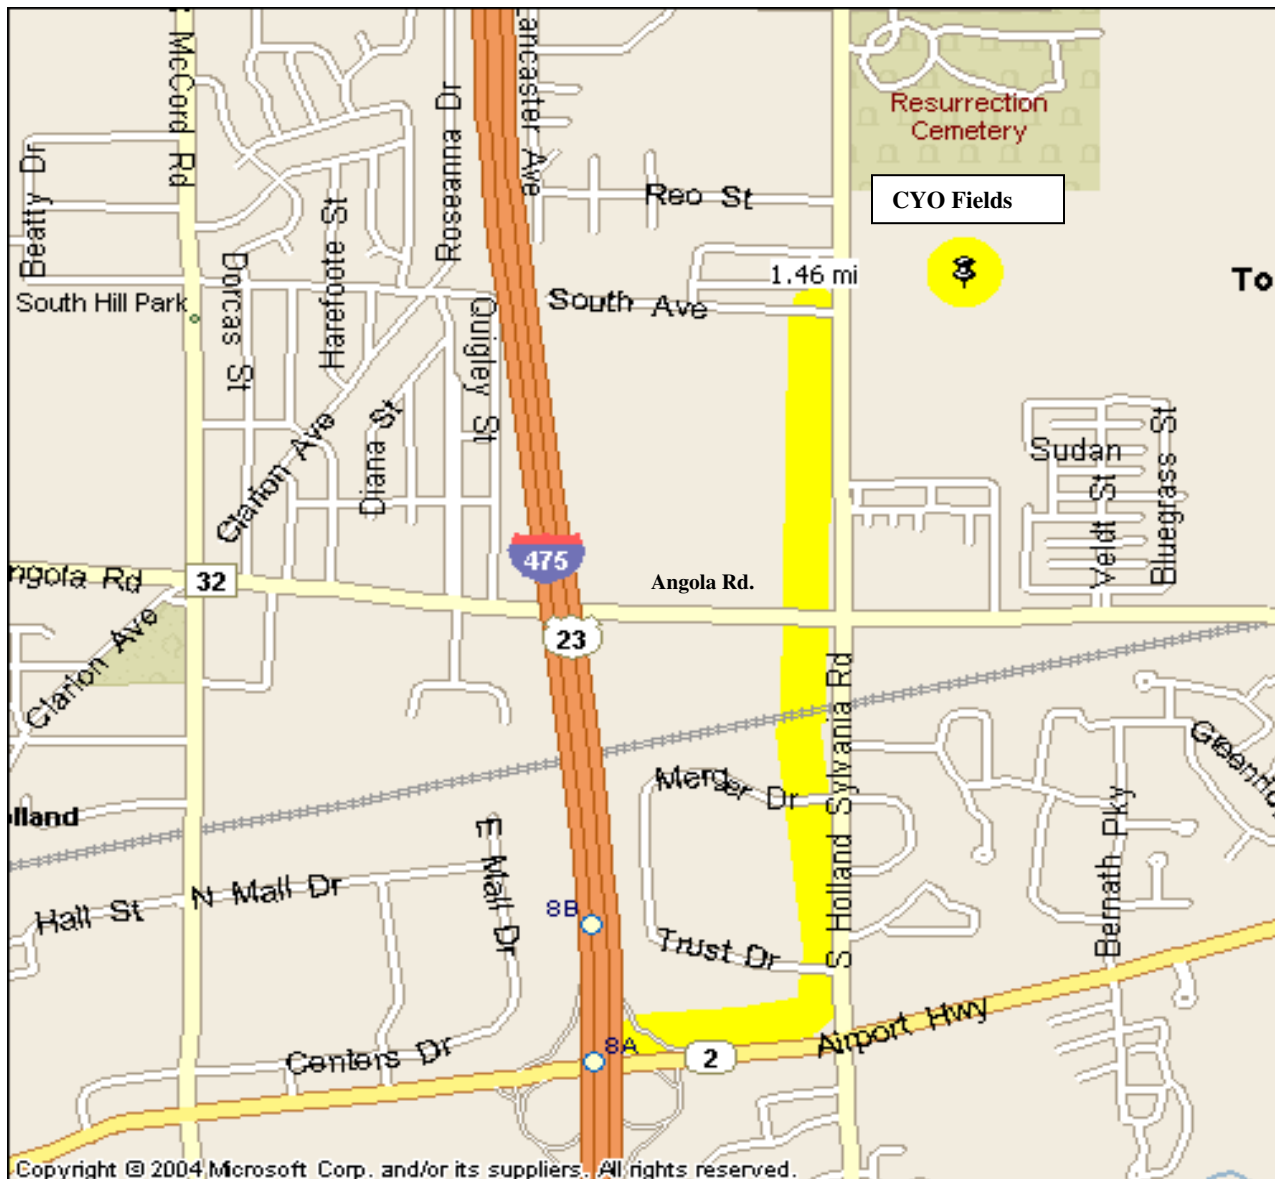 S McCord Rd
Lancaster Ave
Roseanna Dr
Resurrection
Cemetery
Beatty Dr
Reo St
CYO Fields
Harefoote St
Dorcas St
1.46 mi
To
South Hill Park
South Ave
Quigley St
Diana St
Clarion Ave
Sudan
Veldt St
Bluegrass St
475
ngola Rd
32
Angola Rd.
23
Clarion Ave
S Holland Sylvania Rd
Merger Dr
Greenho
lland
Bernath Pky
E Mall Dr
N Mall Dr
Hall St
8B
Trust Dr
Airport Hwy
8A
2
Centers Dr
Copyright © 2004 Microsoft Corp. and/or its suppliers. All rights reserved.